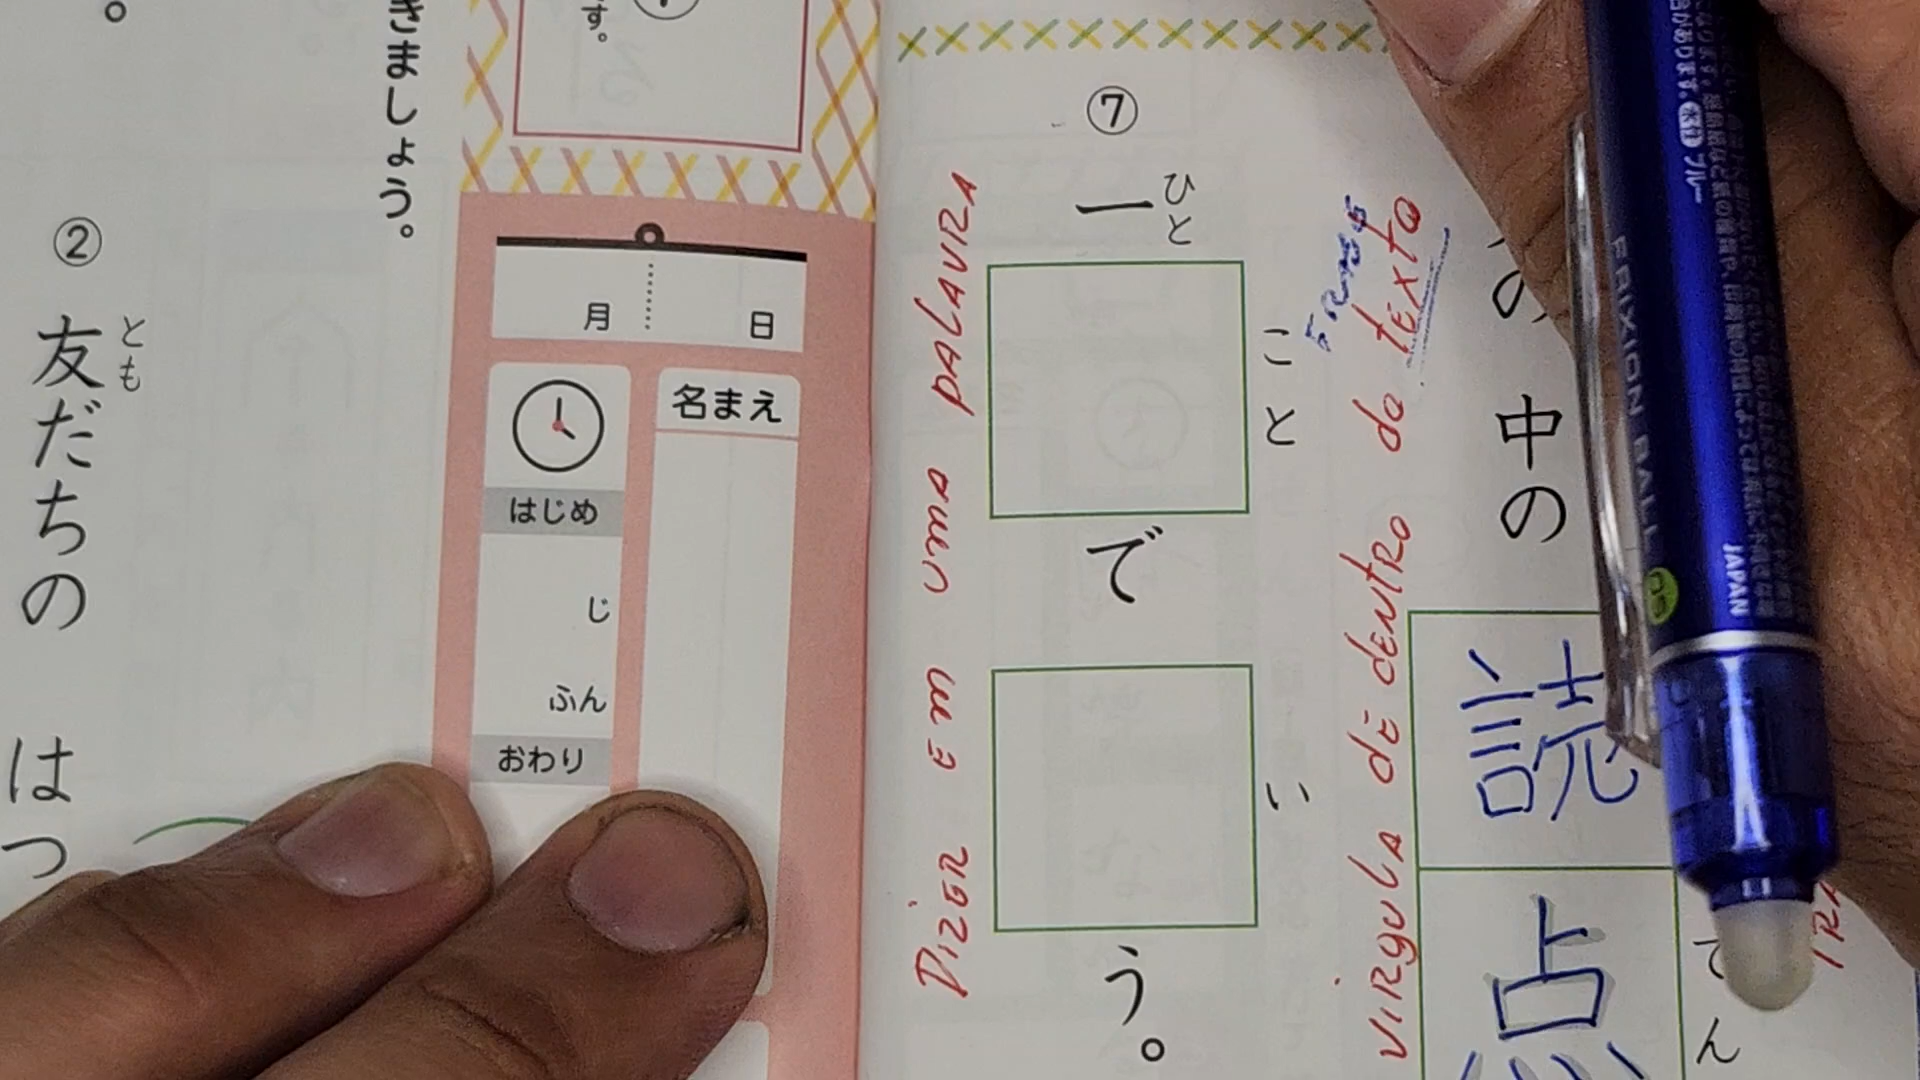 の中の
読点
てん
virgula de dentro do texto
FRASE
⑦
一ひと
こと
で
い
う。
Dizer em uma palavra
す。
月 日
名まえ
はじめ
じ
ふん
おわり
きましょう。
②
友だちの はつ
とも
FRIXION BALL 05
JAPAN